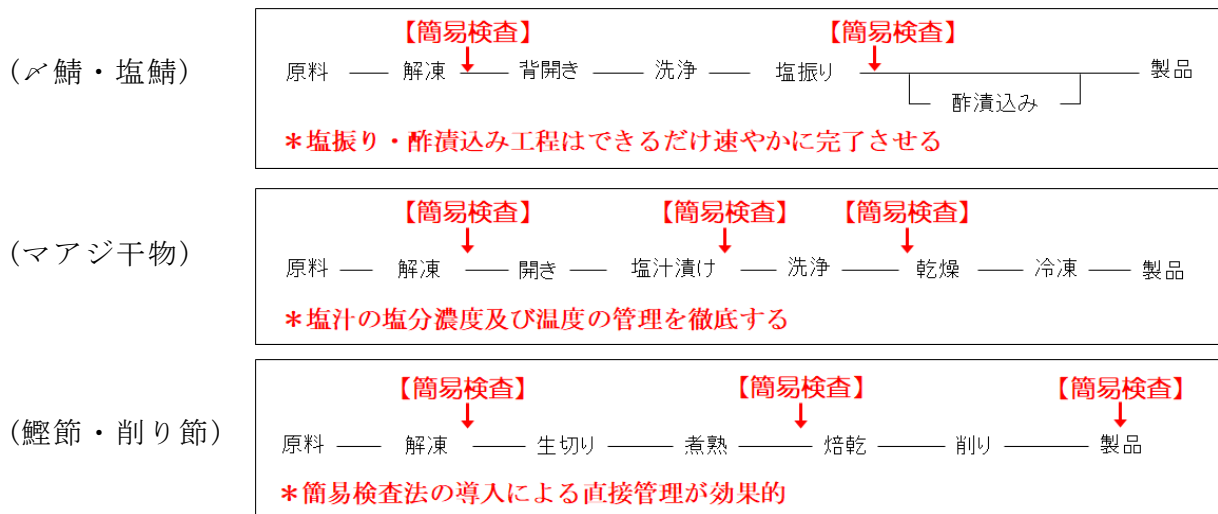 【簡易検査】 【簡易検査】
(〆鯖・塩鯖) 原料 解凍 背開き 洗浄 塩振り 製品
酢漬込み
＊塩振り・酢漬込み工程はできるだけ速やかに完了させる
【簡易検査】 【簡易検査】 【簡易検査】
(マアジ干物) 原料 解凍 開き 塩汁漬け 洗浄 乾燥 冷凍 製品
＊塩汁の塩分濃度及び温度の管理を徹底する
【簡易検査】 【簡易検査】 【簡易検査】
(鰹節・削り節) 原料 解凍 生切り 煮熟 焙乾 削り 製品
＊簡易検査法の導入による直接管理が効果的